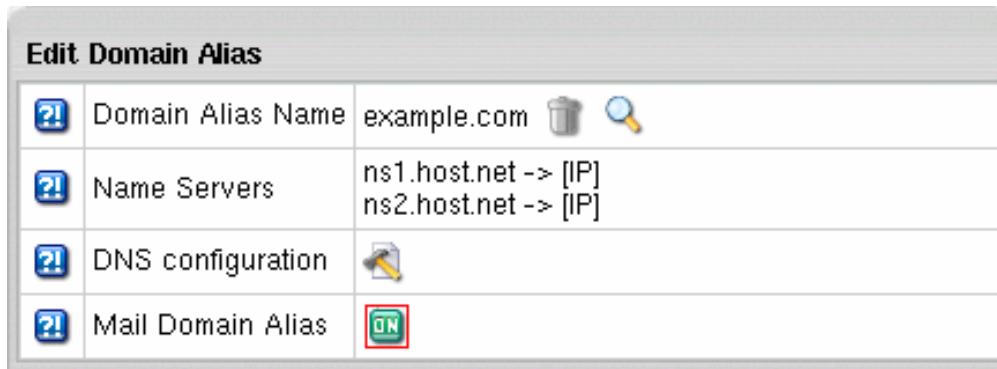 Edit Domain Alias
?! Domain Alias Name example.com
?! Name Servers ns1.host.net -> [IP]
ns2.host.net -> [IP]
?! DNS configuration
?! Mail Domain Alias ON